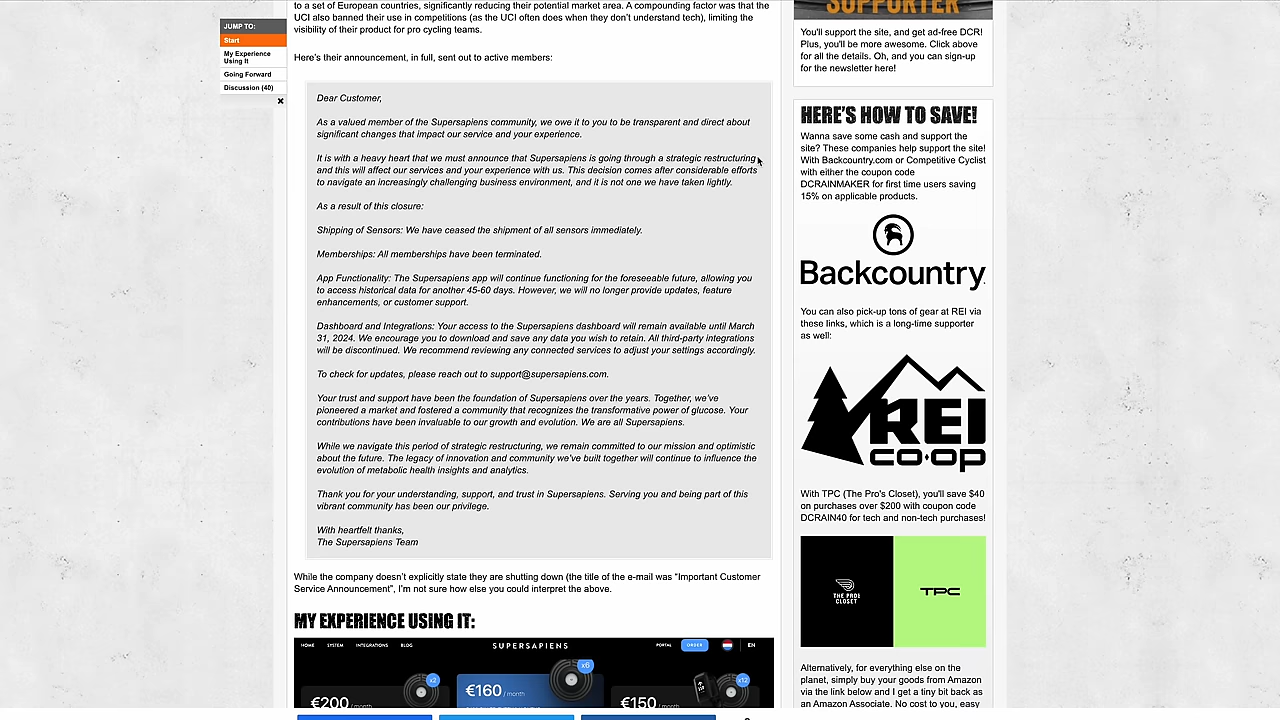 to a set of European countries, significantly reducing their potential market area. A compounding factor was that the
UCI also banned their use in competitions (as the UCI often does when they don't understand tech), limiting the
visibility of their product for pro cycling teams.
Here's their announcement, in full, sent out to active members:
JUMP TO:
Start
My Experience
Using It
Going Forward
Discussion (40)
Dear Customer,
As a valued member of the Supersapiens community, we owe it to you to be transparent and direct about
significant changes that impact our service and your experience.
It is with a heavy heart that we must announce that Supersapiens is going through a strategic restructuring
and this will affect our services and your experience with us. This decision comes after considerable efforts
to navigate an increasingly challenging business environment, and it is not one we have taken lightly.
As a result of this closure:
Shipping of Sensors: We have ceased the shipment of all sensors immediately.
Memberships: All memberships have been terminated.
App Functionality: The Supersapiens app will continue functioning for the foreseeable future, allowing you
to access historical data for another 45-60 days. However, we will no longer provide updates, feature
enhancements, or customer support.
Dashboard and Integrations: Your access to the Supersapiens dashboard will remain available until March
31, 2024. We encourage you to download and save any data you wish to retain. All third-party integrations
will be discontinued. We recommend reviewing any connected services to adjust your settings accordingly.
To check for updates, please reach out to support@supersapiens.com.
Your trust and support have been the foundation of Supersapiens over the years. Together, we've
pioneered a market and fostered a community that recognizes the transformative power of glucose. Your
contributions have been invaluable to our growth and evolution. We are all Supersapiens.
While we navigate this period of strategic restructuring, we remain committed to our mission and optimistic
about the future. The legacy of innovation and community we've built together will continue to influence the
evolution of metabolic health insights and analytics.
Thank you for your understanding, support, and trust in Supersapiens. Serving you and being part of this
vibrant community has been our privilege.
With heartfelt thanks,
The Supersapiens Team
While the company doesn't explicitly state they are shutting down (the title of the e-mail was "Important Customer
Service Announcement", I'm not sure how else you could interpret the above.
MY EXPERIENCE USING IT:
HOME SYSTEM INTEGRATIONS BLOG SUPERSAPIENS PORTAL ORDER EN
€200 / month x2
€160 / month x6
€150 / month x12
SUPPORTER
You'll support the site, and get ad-free DCR!
Plus, you'll be more awesome. Click above
for all the details. Oh, and you can sign-up
for the newsletter here!
HERE'S HOW TO SAVE!
Wanna save some cash and support the
site? These companies help support the site!
With Backcountry.com or Competitive Cyclist
with either the coupon code
DCRAINMAKER for first time users saving
15% on applicable products.
Backcountry.
You can also pick-up tons of gear at REI via
these links, which is a long-time supporter
as well:
REI
co-op
With TPC (The Pro's Closet), you'll save $40
on purchases over $200 with coupon code
DCRAIN40 for tech and non-tech purchases!
THE PROS
CLOSET
TPC
Alternatively, for everything else on the
planet, simply buy your goods from Amazon
via the link below and I get a tiny bit back as
an Amazon Associate. No cost to you, easy